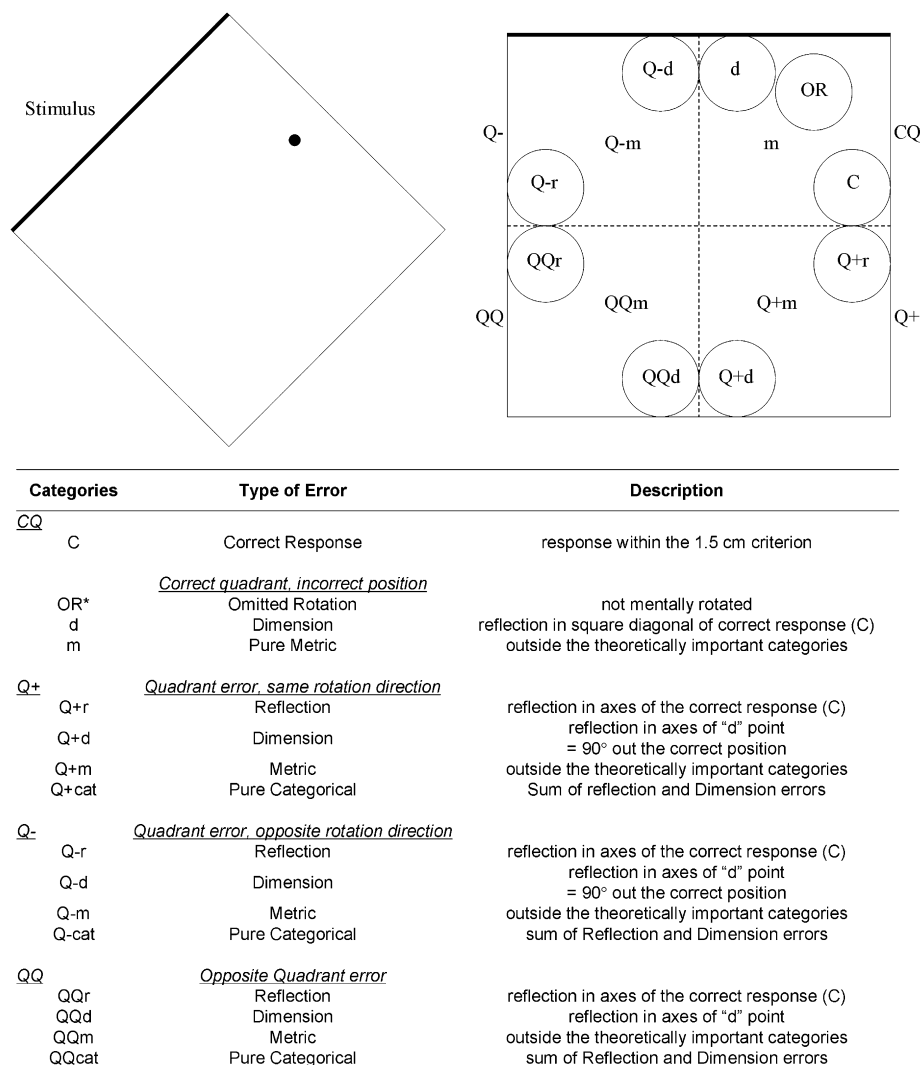 Stimulus
Q-d d OR
Q- Q-m m CQ
Q-r C
QQr Q+r
QQ QQm Q+m Q+
QQd Q+d
Categories Type of Error Description
CQ
C Correct Response response within the 1.5 cm criterion
Correct quadrant, incorrect position
OR* Omitted Rotation not mentally rotated
d Dimension reflection in square diagonal of correct response (C)
m Pure Metric outside the theoretically important categories
Q+ Quadrant error, same rotation direction
Q+r Reflection reflection in axes of the correct response (C)
Q+d Dimension reflection in axes of “d” point
= 90° out the correct position
Q+m Metric outside the theoretically important categories
Q+cat Pure Categorical Sum of reflection and Dimension errors
Q- Quadrant error, opposite rotation direction
Q-r Reflection reflection in axes of the correct response (C)
Q-d Dimension reflection in axes of “d” point
= 90° out the correct position
Q-m Metric outside the theoretically important categories
Q-cat Pure Categorical sum of Reflection and Dimension errors
QQ Opposite Quadrant error
QQr Reflection reflection in axes of the correct response (C)
QQd Dimension reflection in axes of “d” point
QQm Metric outside the theoretically important categories
QQcat Pure Categorical sum of Reflection and Dimension errors